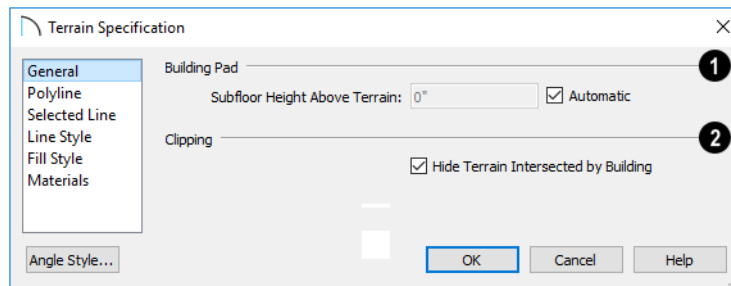 Terrain Specification
General
Polyline
Selected Line
Line Style
Fill Style
Materials
Building Pad
1
Subfloor Height Above Terrain: 0" Automatic
Clipping
2
Hide Terrain Intersected by Building
Angle Style... OK Cancel Help